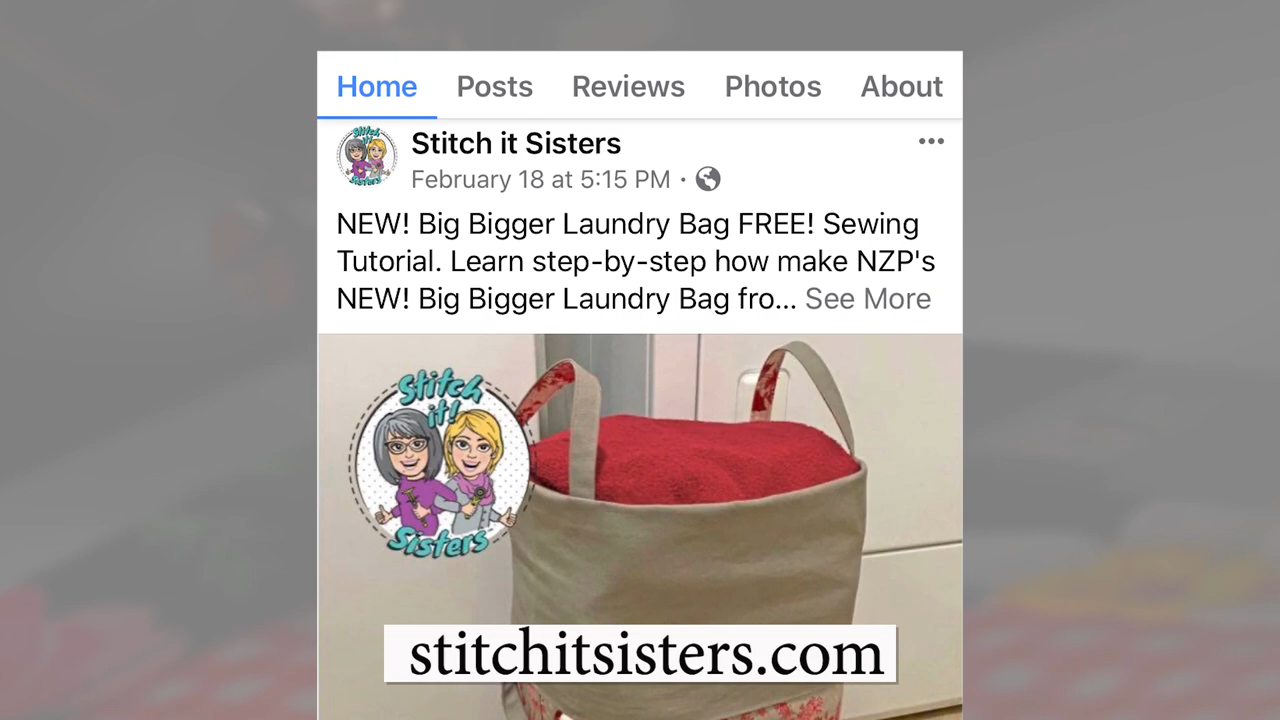 Home Posts Reviews Photos About
Stitch it Sisters
February 18 at 5:15 PM ·
NEW! Big Bigger Laundry Bag FREE! Sewing
Tutorial. Learn step-by-step how make NZP's
NEW! Big Bigger Laundry Bag fro... See More
Stitch
it!
Sisters
stitchitsisters.com